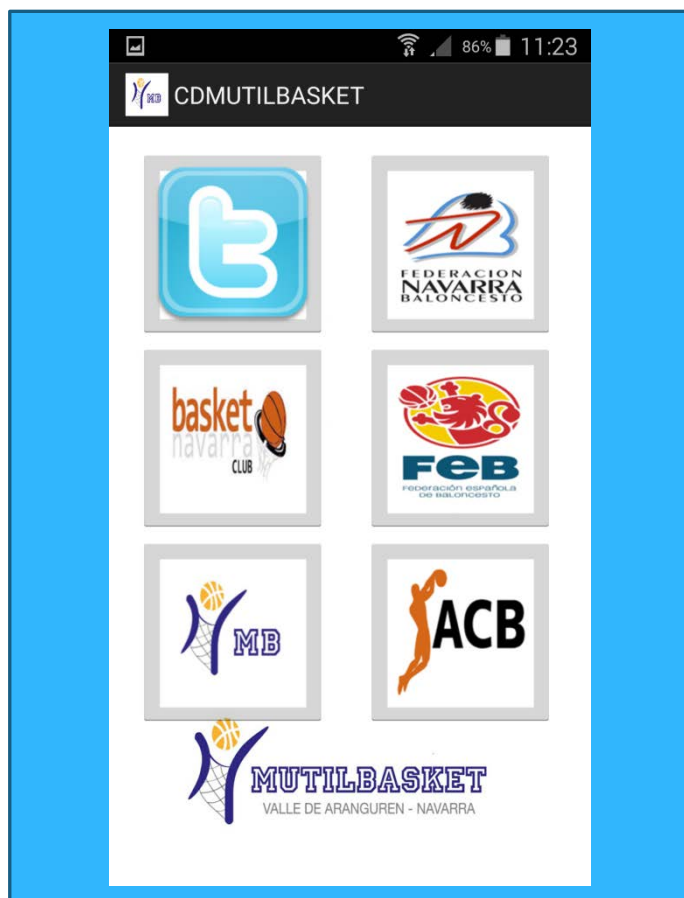 86% 11:23
MB CDMUTILBASKET
t
FEDERACION
NAVARRA
BALONCESTO
basket
navarra
CLUB
FeB
FEDERACIÓN ESPAÑOLA
DE BALONCESTO
MB
ACB
MUTILBASKET
VALLE DE ARANGUREN - NAVARRA